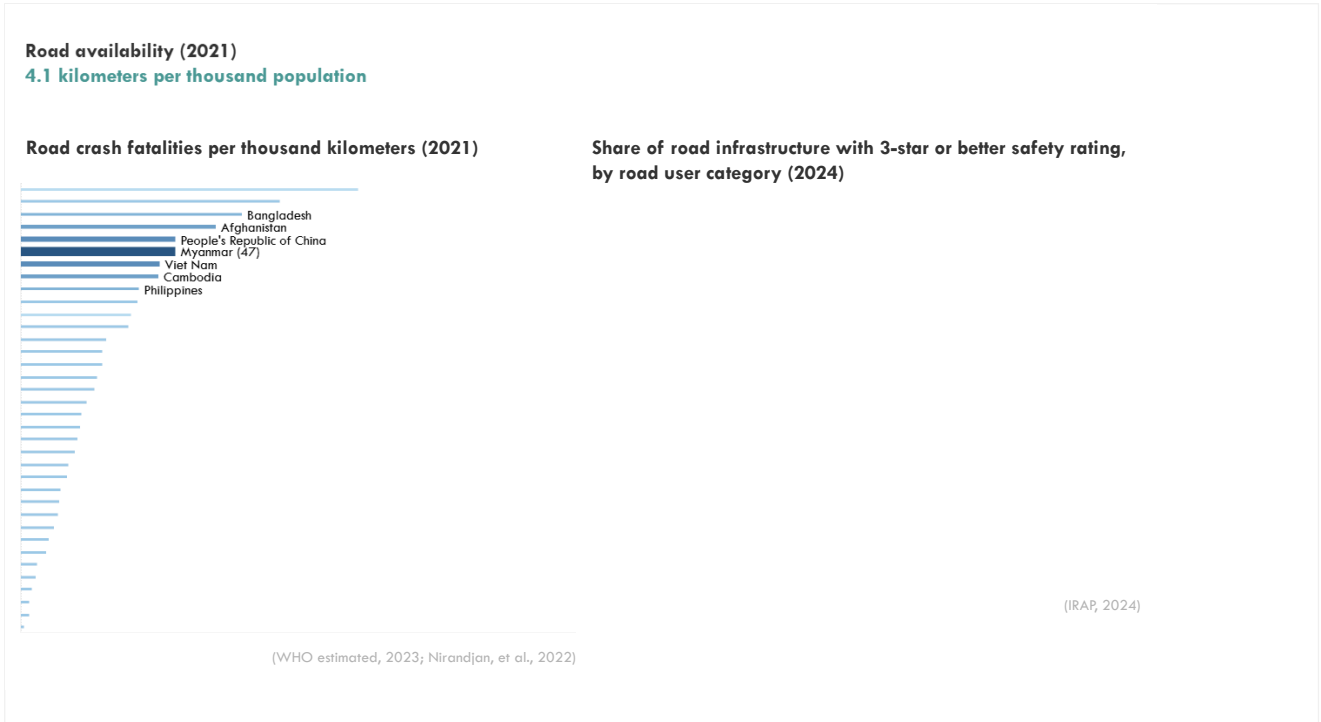 Road availability (2021)
4.1 kilometers per thousand population
Road crash fatalities per thousand kilometers (2021)
Share of road infrastructure with 3-star or better safety rating,
by road user category (2024)
Bangladesh
Afghanistan
People's Republic of China
Myanmar (47)
Viet Nam
Cambodia
Philippines
(IRAP, 2024)
(WHO estimated, 2023; Nirandjan, et al., 2022)